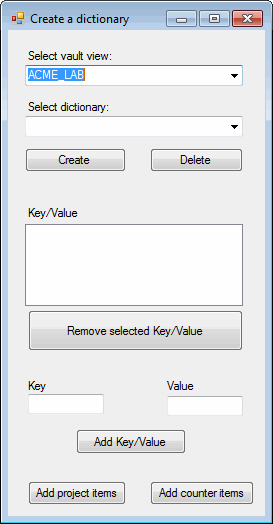 Create a dictionary
Select vault view:
ACME_LAB
Select dictionary:
Create Delete
Key/Value
Remove selected Key/Value
Key Value
Add Key/Value
Add project items Add counter items